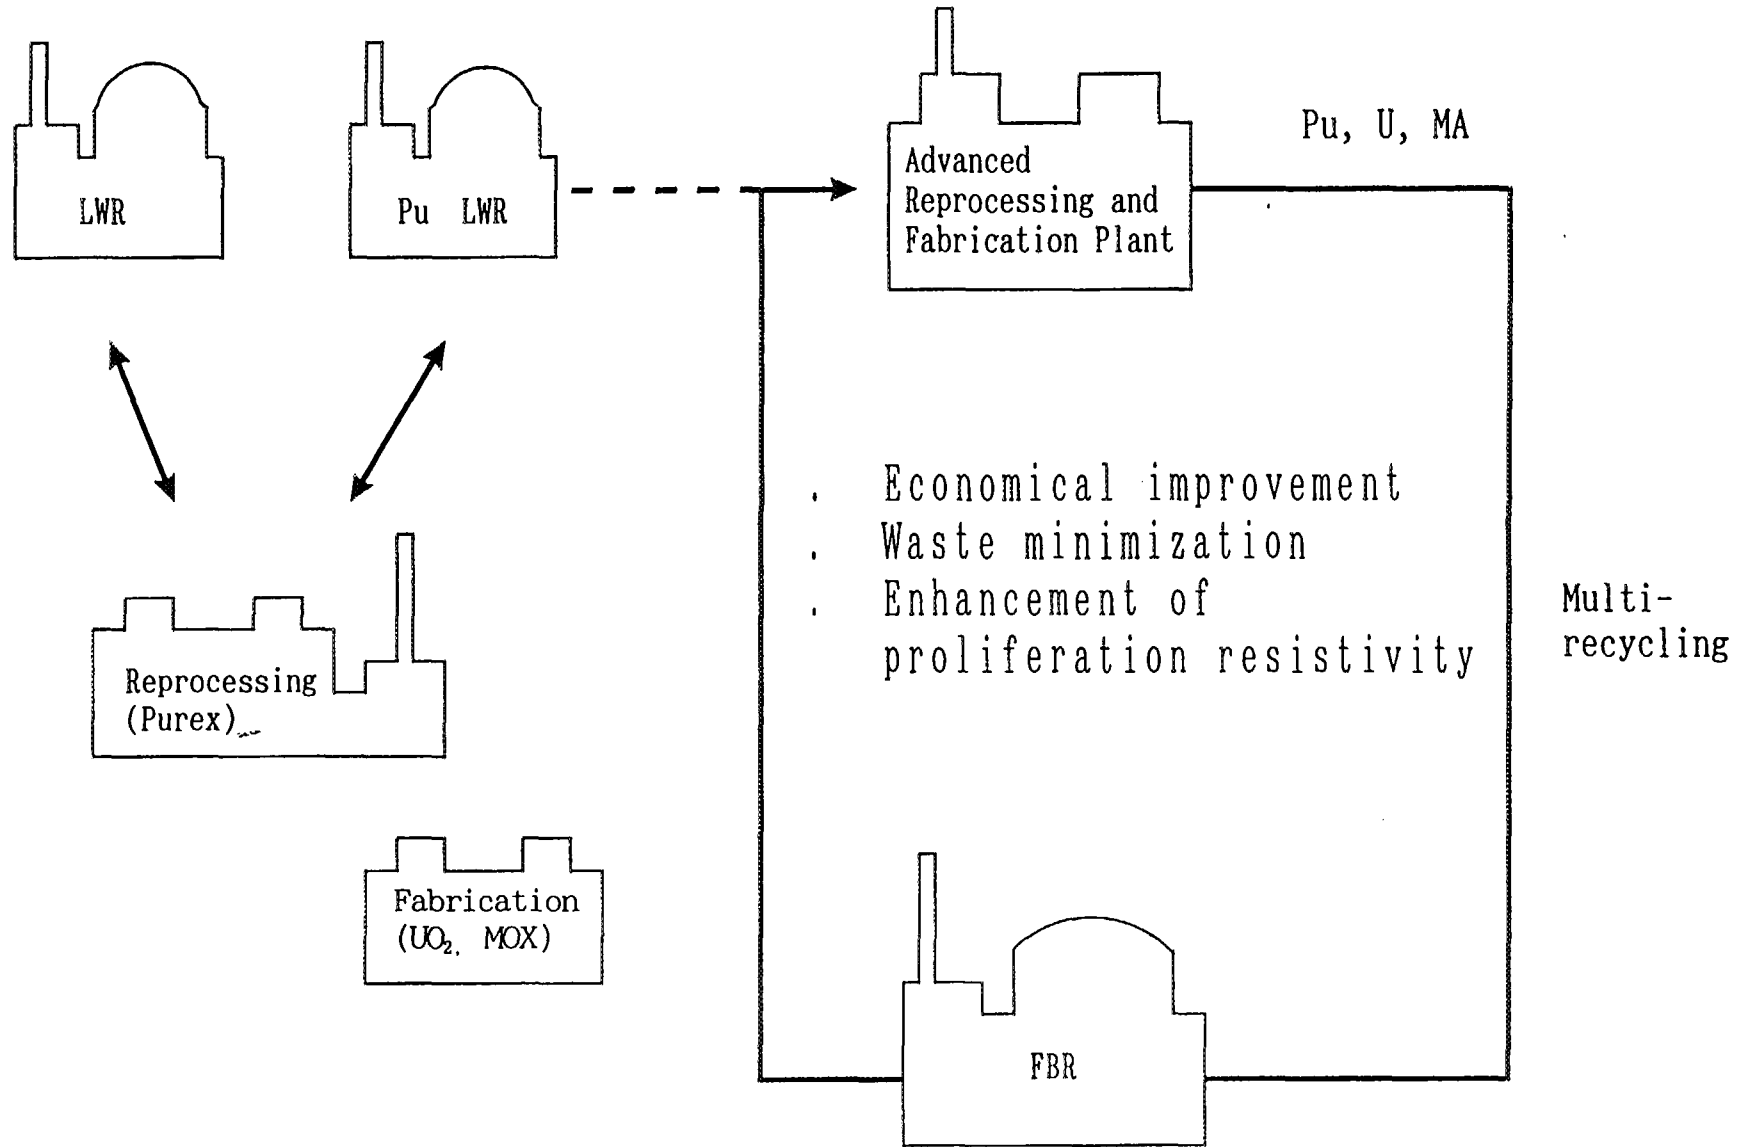 LWR
Pu LWR
Advanced
Reprocessing and
Fabrication Plant
Pu, U, MA
. Economical improvement
. Waste minimization
. Enhancement of
proliferation resistivity
Multi-
recycling
Reprocessing
(Purex)
Fabrication
(UO₂, MOX)
FBR